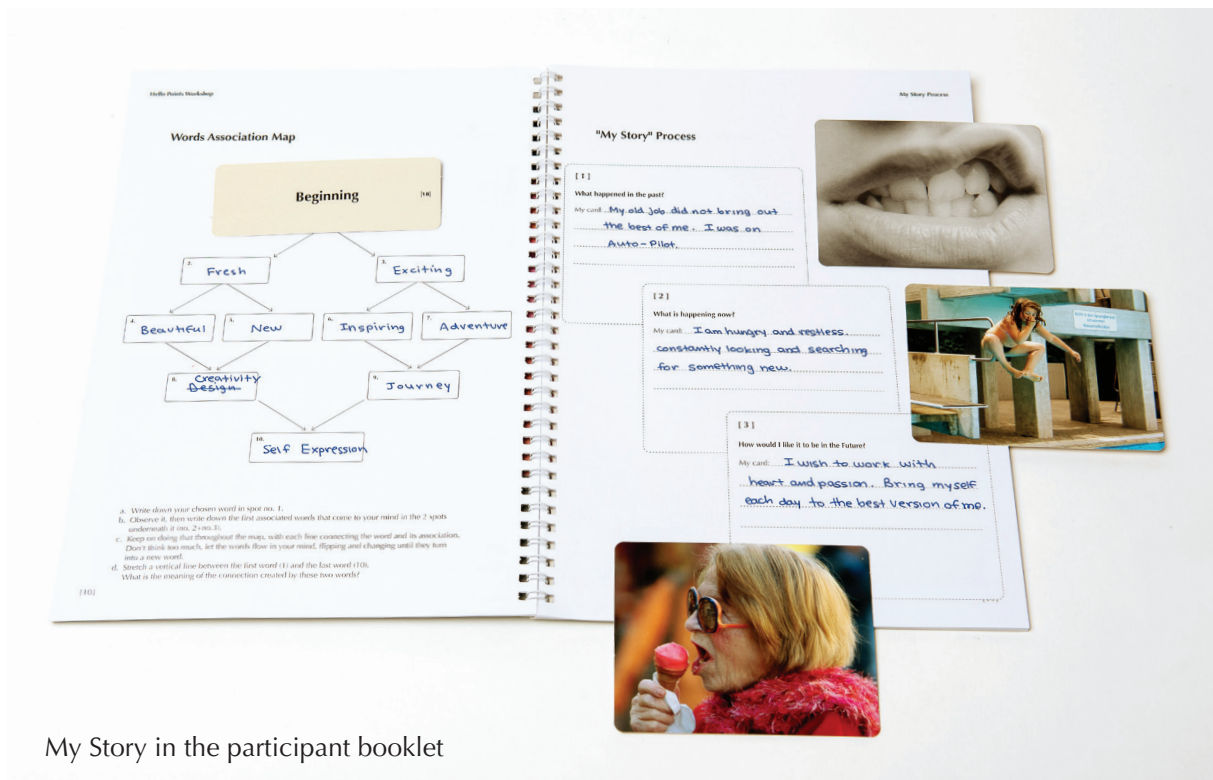 Hello Points Workshop
Words Association Map
Beginning
[18]
2. Fresh
3. Exciting
4. Beautiful
5. New
6. Inspiring
7. Adventure
8. Creativity
Design
9. Journey
10.
Self Expression
a. Write down your chosen word in spot no. 1.
b. Observe it, then write down the first associated words that come to your mind in the 2 spots
underneath it (no. 2+no.3).
c. Keep on doing that throughout the map, with each line connecting the word and its association.
Don't think too much, let the words flow in your mind, flipping and changing until they turn
into a new word.
d. Stretch a vertical line between the first word (1) and the last word (10).
What is the meaning of the connection created by these two words?
[10]
My Story Process
"My Story" Process
[1]
What happened in the past?
My card: My old job did not bring out
the best of me. I was on
Auto-Pilot.
[2]
What is happening now?
My card: I am hungry and restless.
constantly looking and searching
for something new.
[3]
How would I like it to be in the Future?
My card: I wish to work with
heart and passion. Bring myself
each day to the best version of me.
My Story in the participant booklet